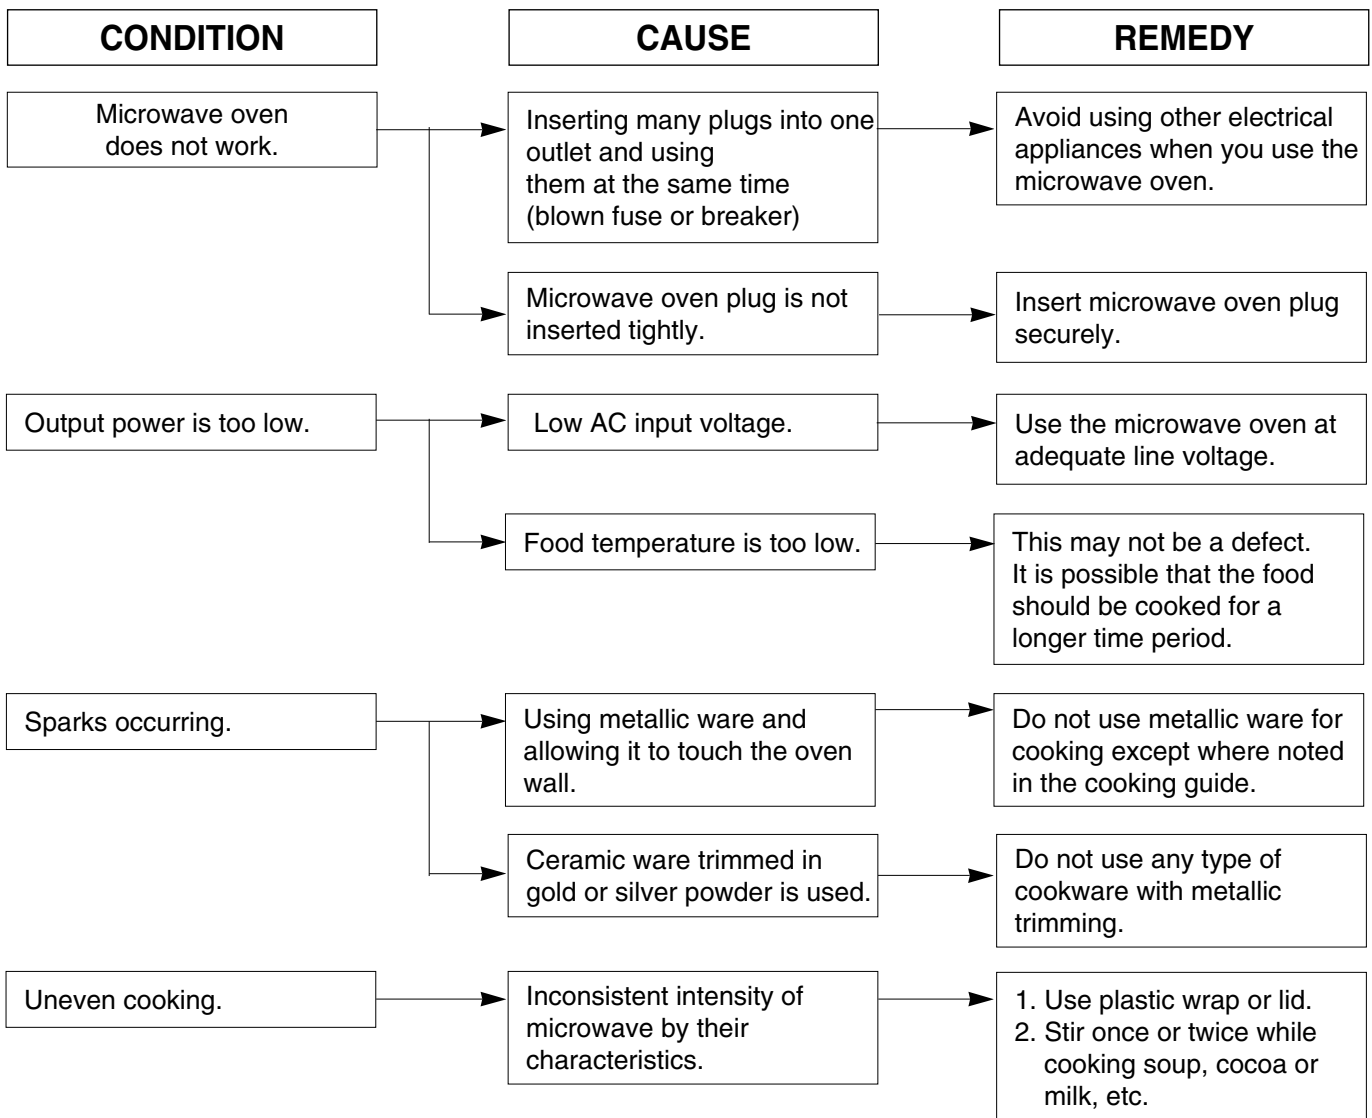 CONDITION
CAUSE
REMEDY
Microwave oven
does not work.
Inserting many plugs into one
outlet and using
them at the same time
(blown fuse or breaker)
Avoid using other electrical
appliances when you use the
microwave oven.
Microwave oven plug is not
inserted tightly.
Insert microwave oven plug
securely.
Output power is too low.
Low AC input voltage.
Use the microwave oven at
adequate line voltage.
Food temperature is too low.
This may not be a defect.
It is possible that the food
should be cooked for a
longer time period.
Sparks occurring.
Using metallic ware and
allowing it to touch the oven
wall.
Do not use metallic ware for
cooking except where noted
in the cooking guide.
Ceramic ware trimmed in
gold or silver powder is used.
Do not use any type of
cookware with metallic
trimming.
Uneven cooking.
Inconsistent intensity of
microwave by their
characteristics.
1. Use plastic wrap or lid.
2. Stir once or twice while
cooking soup, cocoa or
milk, etc.